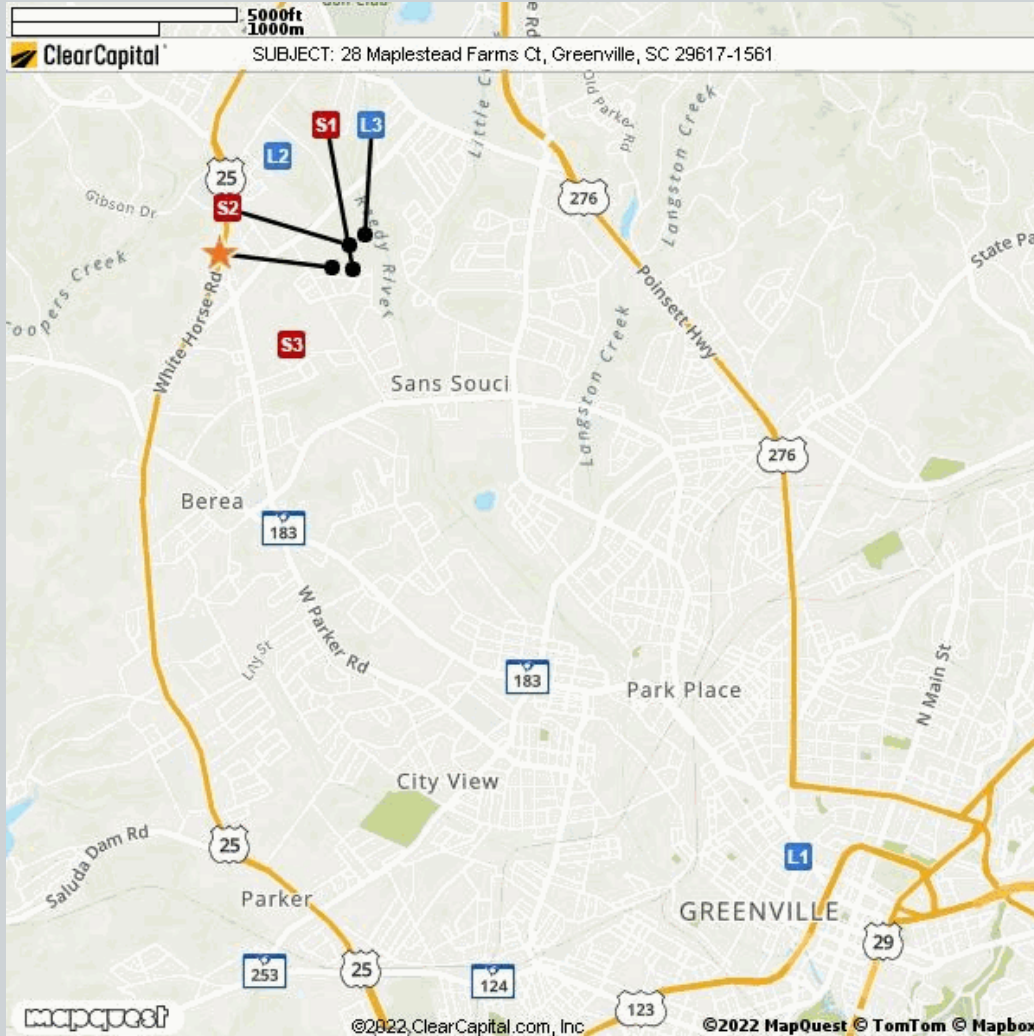 5000ft
1000m
ClearCapital
SUBJECT: 28 Maplestead Farms Ct, Greenville, SC 29617-1561
Little C
Old Parker Rd
Langston Creek
S1
L3
L2
25
Gibson Dr
S2
Reedy River
276
State Pa
Coopers Creek
White Horse Rd
Poinsett Hwy
Langston Creek
S3
Sans Souci
276
Berea
183
W Parker Rd
183
Park Place
N Main St
City View
25
Saluda Dam Rd
L1
Parker
GREENVILLE
29
253
25
124
123
mapquest
©2022 ClearCapital.com, Inc
©2022 MapQuest © TomTom © Mapbox